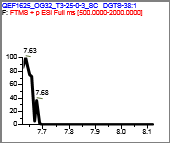 QEF1625_OG32_T3-25-0-3_SC DGTS-38:1
F: FTMS + p ESI Full ms [500.0000-2000.0000]
7.63
100
80
7.68
60
40
20
0
7.7 7.8 7.9 8.0 8.1